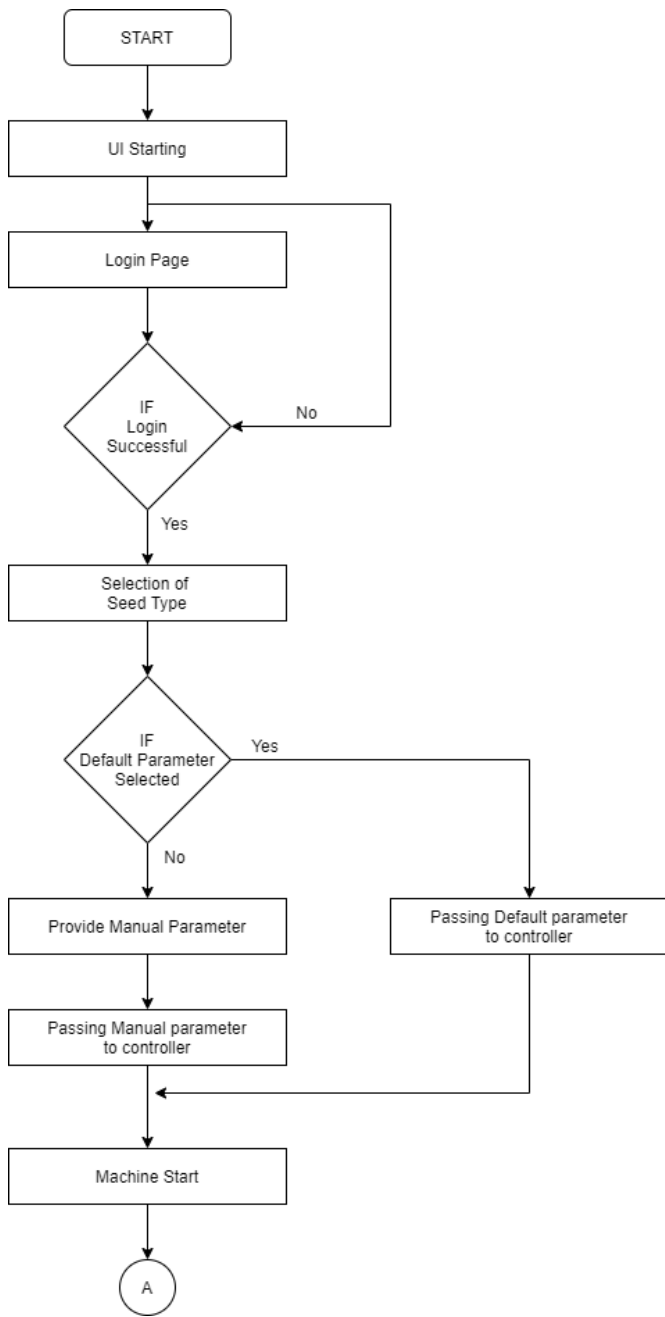 START
UI Starting
Login Page
IF
Login
Successful
No
Yes
Selection of
Seed Type
IF
Default Parameter
Selected
Yes
No
Provide Manual Parameter
Passing Default parameter
to controller
Passing Manual parameter
to controller
Machine Start
A